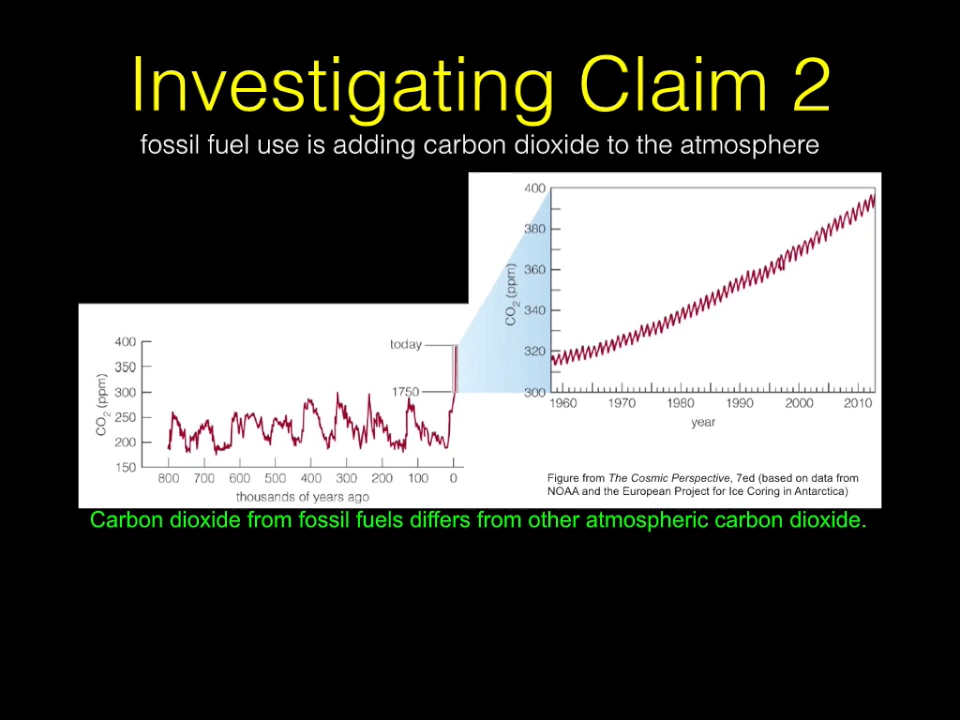 Investigating Claim 2
fossil fuel use is adding carbon dioxide to the atmosphere
400
380
360
340
320
300
CO2 (ppm)
1960 1970 1980 1990 2000 2010
year
400
350
300
250
200
150
CO2 (ppm)
today
1750
800 700 600 500 400 300 200 100 0
thousands of years ago
Figure from The Cosmic Perspective, 7ed (based on data from
NOAA and the European Project for Ice Coring in Antarctica)
Carbon dioxide from fossil fuels differs from other atmospheric carbon dioxide.